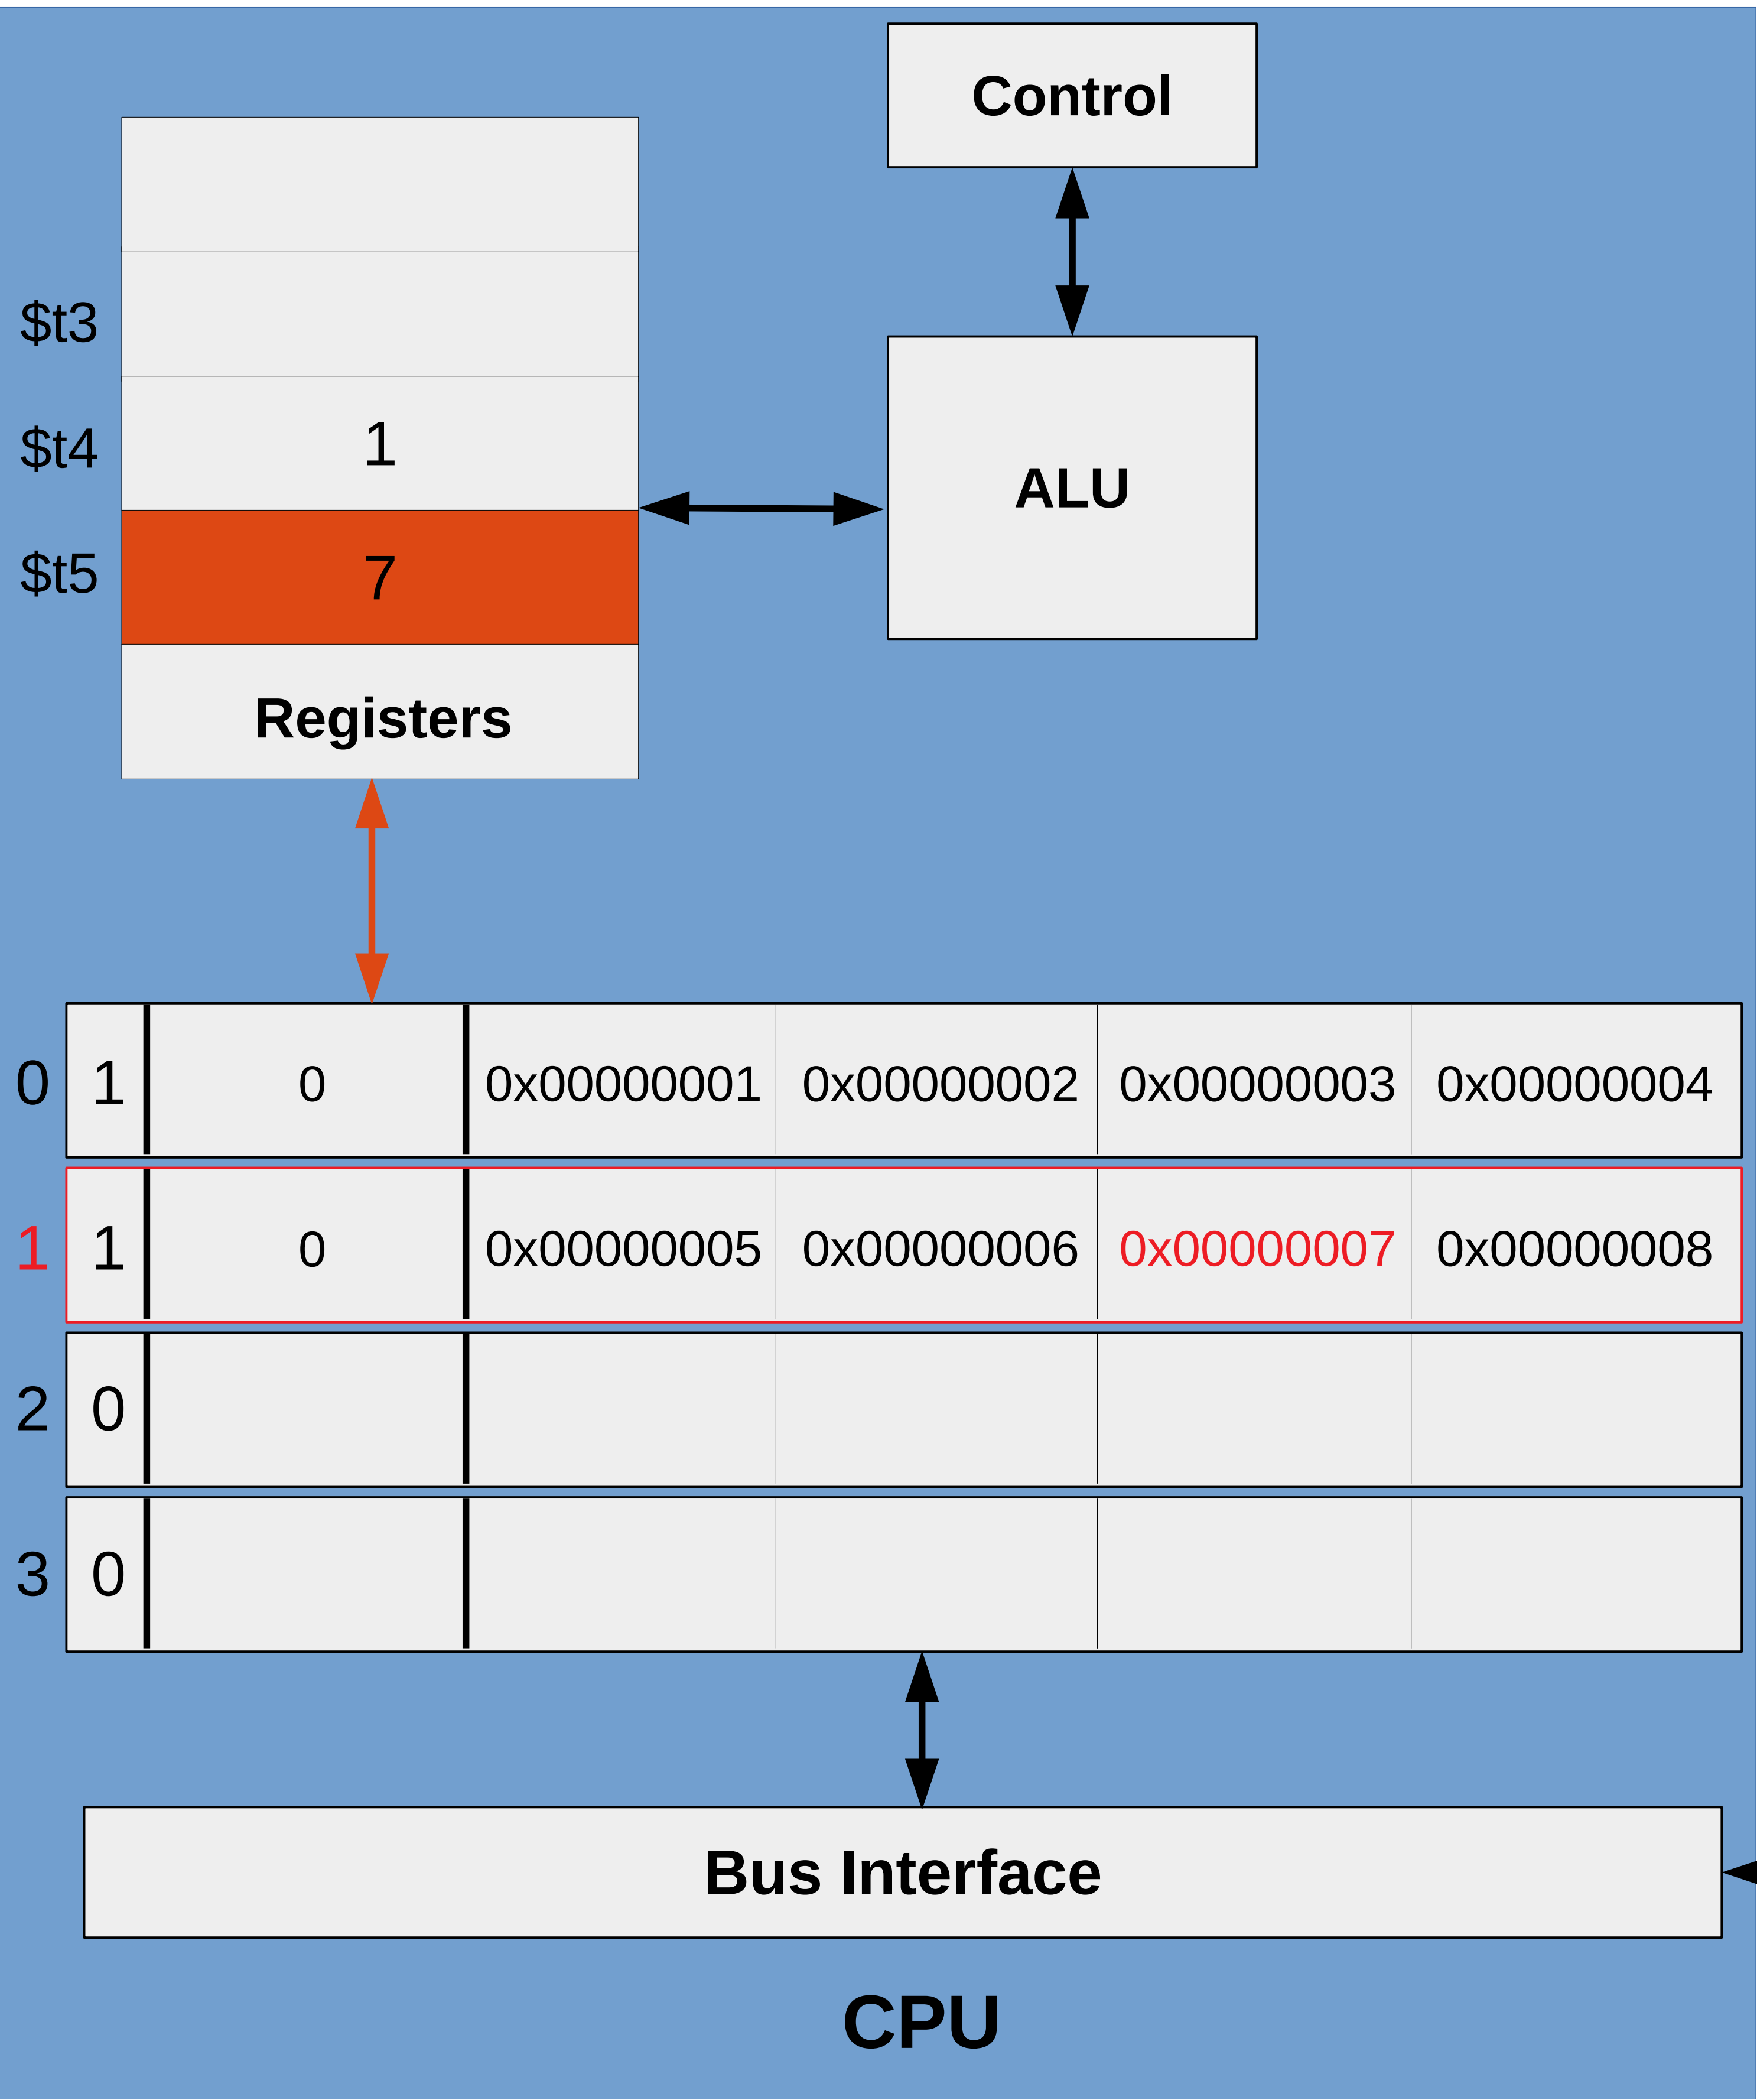 Control
$t3
$t4 1
ALU
$t5 7
Registers
0 1 0 0x00000001 0x00000002 0x00000003 0x00000004
1 1 0 0x00000005 0x00000006 0x00000007 0x00000008
2 0
3 0
Bus Interface
CPU